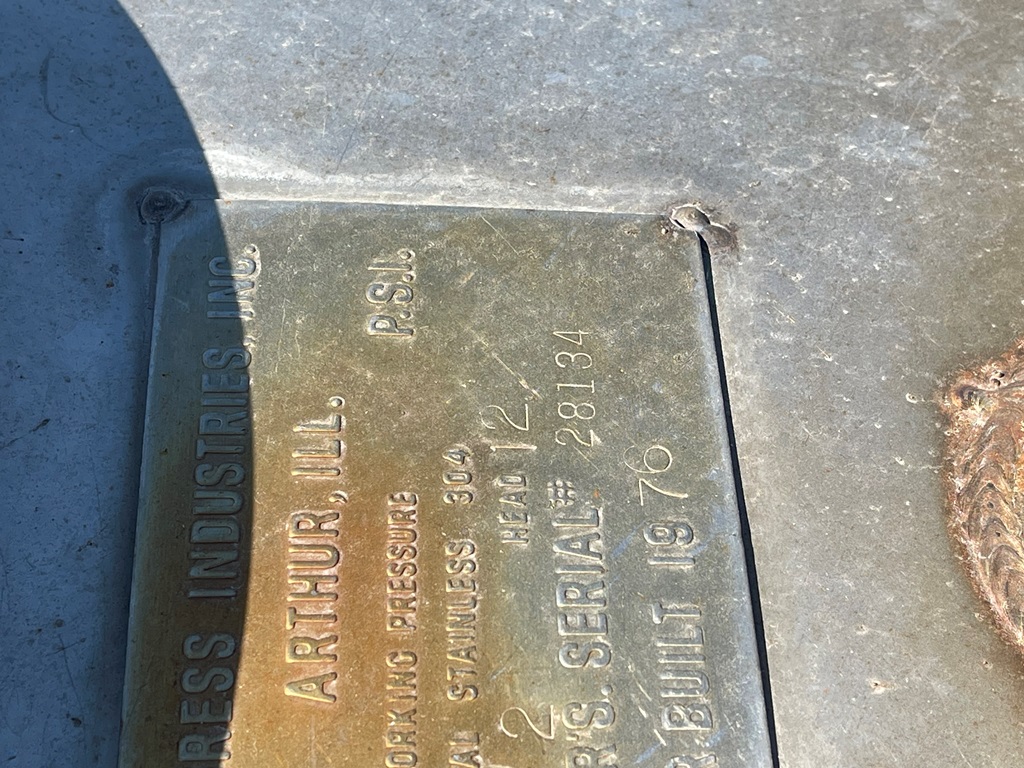 RESS INDUSTRIES, INC.
ARTHUR, ILL.
ORKING PRESSURE P.S.I.
AL STAINLESS 304
2 HEAD 12
R'S. SERIAL# 28134
R BUILT 1976